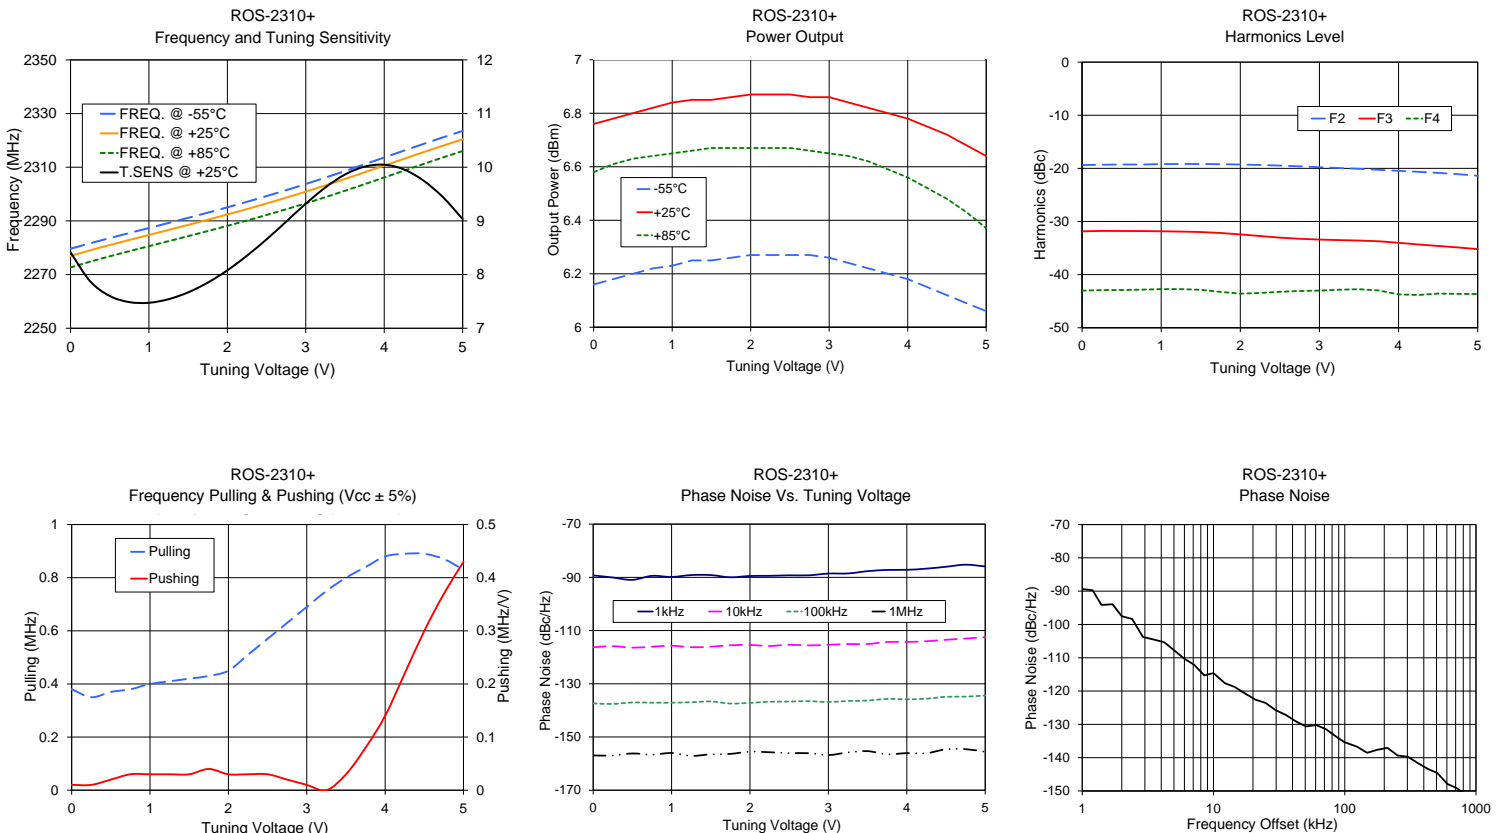 ROS-2310+
Frequency and Tuning Sensitivity
2350
2330
2310
2290
2270
2250
12
11
10
9
8
7
0 1 2 3 4 5
Frequency (MHz)
Tuning Voltage (V)
FREQ. @ -55°C
FREQ. @ +25°C
FREQ. @ +85°C
T.SENS @ +25°C
ROS-2310+
Power Output
7
6.8
6.6
6.4
6.2
6
0 1 2 3 4 5
Output Power (dBm)
Tuning Voltage (V)
-55°C
+25°C
+85°C
ROS-2310+
Harmonics Level
0
-10
-20
-30
-40
-50
0 1 2 3 4 5
Harmonics (dBc)
Tuning Voltage (V)
F2 F3 F4
ROS-2310+
Frequency Pulling & Pushing (Vcc ± 5%)
1
0.8
0.6
0.4
0.2
0
0.5
0.4
0.3
0.2
0.1
0
0 1 2 3 4 5
Pulling (MHz)
Pushing (MHz/V)
Tuning Voltage (V)
Pulling
Pushing
ROS-2310+
Phase Noise Vs. Tuning Voltage
-70
-90
-110
-130
-150
-170
0 1 2 3 4 5
Phase Noise (dBc/Hz)
Tuning Voltage (V)
1kHz 10kHz 100kHz 1MHz
ROS-2310+
Phase Noise
-70
-80
-90
-100
-110
-120
-130
-140
-150
1 10 100 1000
Phase Noise (dBc/Hz)
Frequency Offset (kHz)